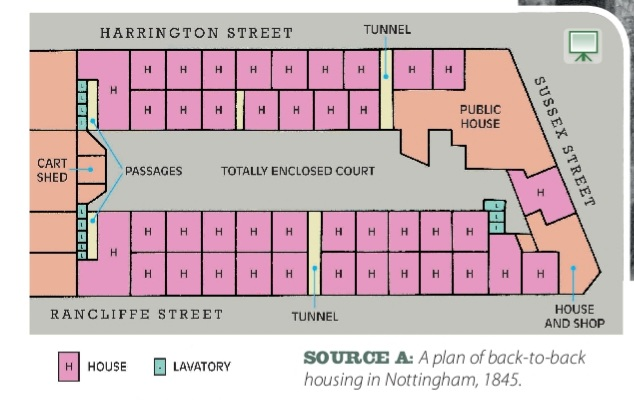 HARRINGTON STREET
TUNNEL
H H H H H H H H H
H
H H H H H H H
L
L
L
L
PUBLIC
HOUSE
SUSSEX STREET
CART
SHED
PASSAGES
TOTALLY ENCLOSED COURT
H
L
L
L
L
L
L
L
L
H H H H H H H H H H
H
H H H H H H H H H H H H
RANCLIFFE STREET
TUNNEL
HOUSE
AND SHOP
H HOUSE
L LAVATORY
SOURCE A: A plan of back-to-back
housing in Nottingham, 1845.